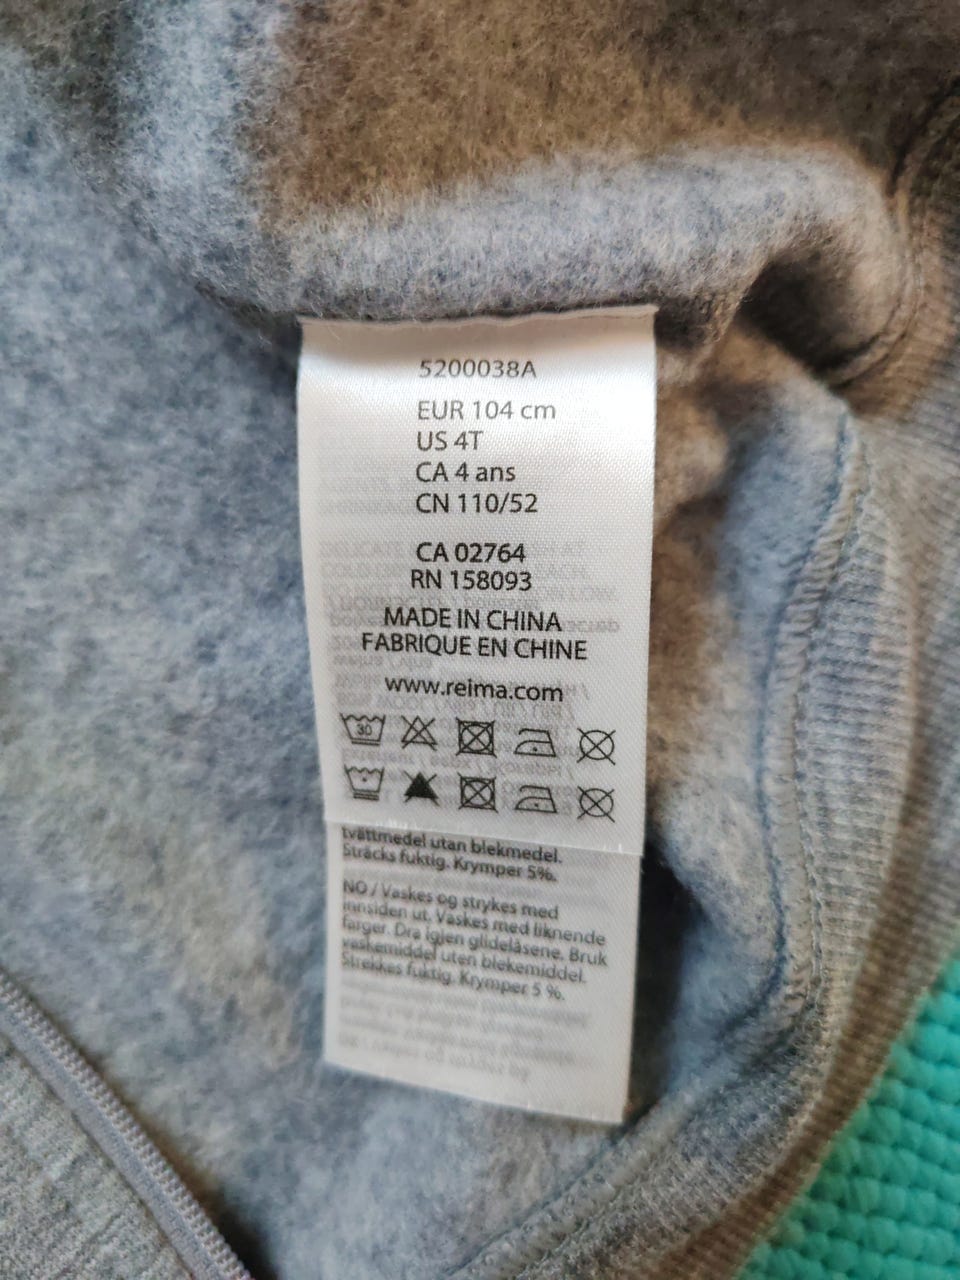 5200038A
EUR 104 cm
US 4T
CA 4 ans
CN 110/52
CA 02764
RN 158093
MADE IN CHINA
FABRIQUE EN CHINE
www.reima.com
30
tvättmedel utan blekmedel.
Sträcks fuktig. Krymper 5%.
NO / Vaskes og strykes med
innsiden ut. Vaskes med liknende
farger. Dra igjen glidelåsene. Bruk
vaskemiddel uten blekemiddel.
Strekkes fuktig. Krymper 5 %.